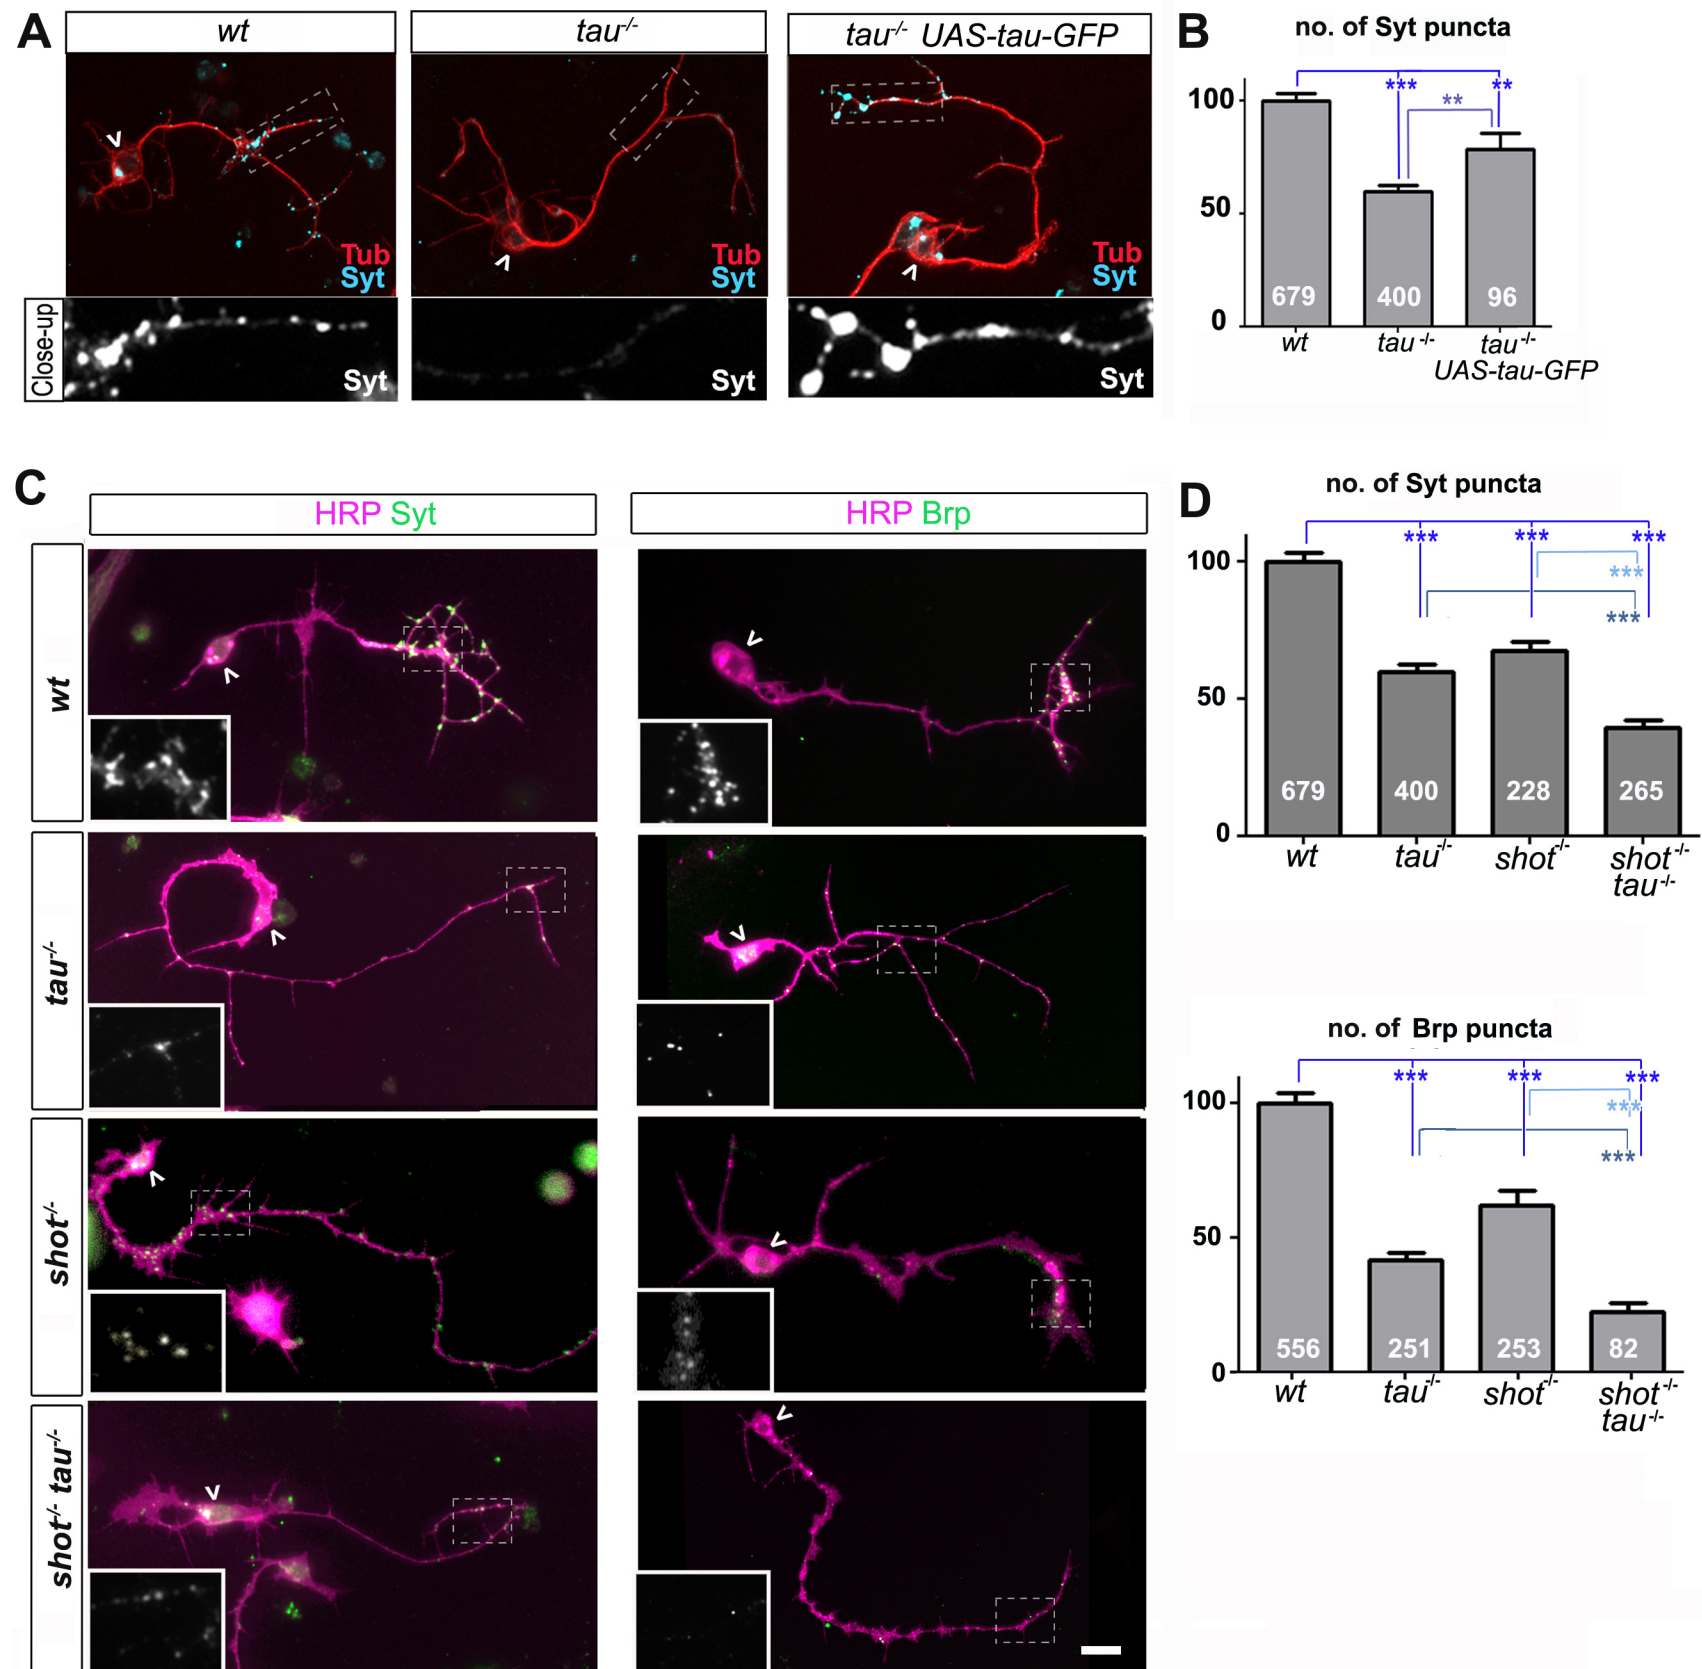 A
wt
tau-/-
tau-/- UAS-tau-GFP
Tub
Syt
Tub
Syt
Tub
Syt
Close-up
Syt
Syt
Syt
B
no. of Syt puncta
*** **
**
100
50
0
679 400 96
wt tau-/- tau-/-
UAS-tau-GFP
C
HRP Syt
HRP Brp
wt
tau-/-
shot-/-
shot-/- tau-/-
D
no. of Syt puncta
*** *** ***
***
***
100
50
0
679 400 228 265
wt tau-/- shot-/- shot-/-
tau-/-
no. of Brp puncta
*** *** ***
***
***
100
50
0
556 251 253 82
wt tau-/- shot-/- shot-/-
tau-/-